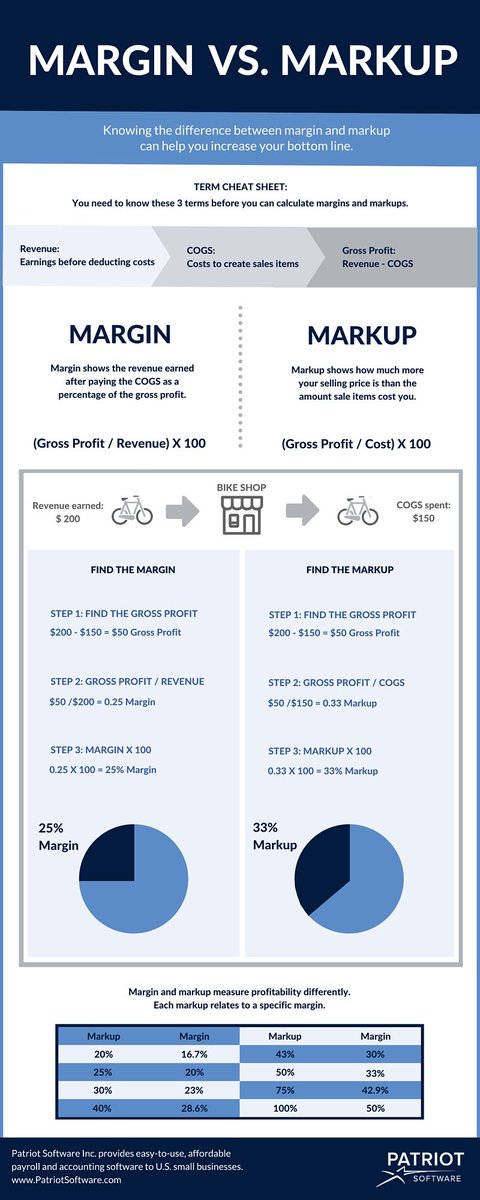 MARGIN VS. MARKUP
Knowing the difference between margin and markup
can help you increase your bottom line.
TERM CHEAT SHEET:
You need to know these 3 terms before you can calculate margins and markups.
Revenue:
Earnings before deducting costs
COGS:
Costs to create sales items
Gross Profit:
Revenue - COGS
MARGIN
Margin shows the revenue earned
after paying the COGS as a
percentage of the gross profit.
(Gross Profit / Revenue) X 100
MARKUP
Markup shows how much more
your selling price is than the
amount sale items cost you.
(Gross Profit / Cost) X 100
Revenue earned:
$ 200
BIKE SHOP
COGS spent:
$150
FIND THE MARGIN
STEP 1: FIND THE GROSS PROFIT
$200 - $150 = $50 Gross Profit
STEP 2: GROSS PROFIT / REVENUE
$50 /$200 = 0.25 Margin
STEP 3: MARGIN X 100
0.25 X 100 = 25% Margin
25%
Margin
FIND THE MARKUP
STEP 1: FIND THE GROSS PROFIT
$200 - $150 = $50 Gross Profit
STEP 2: GROSS PROFIT / COGS
$50 /$150 = 0.33 Markup
STEP 3: MARKUP X 100
0.33 X 100 = 33% Markup
33%
Markup
Margin and markup measure profitability differently.
Each markup relates to a specific margin.
Markup Margin Markup Margin
20% 16.7% 43% 30%
25% 20% 50% 33%
30% 23% 75% 42.9%
40% 28.6% 100% 50%
Patriot Software Inc. provides easy-to-use, affordable
payroll and accounting software to U.S. small businesses.
www.PatriotSoftware.com
PATRIOT
SOFTWARE